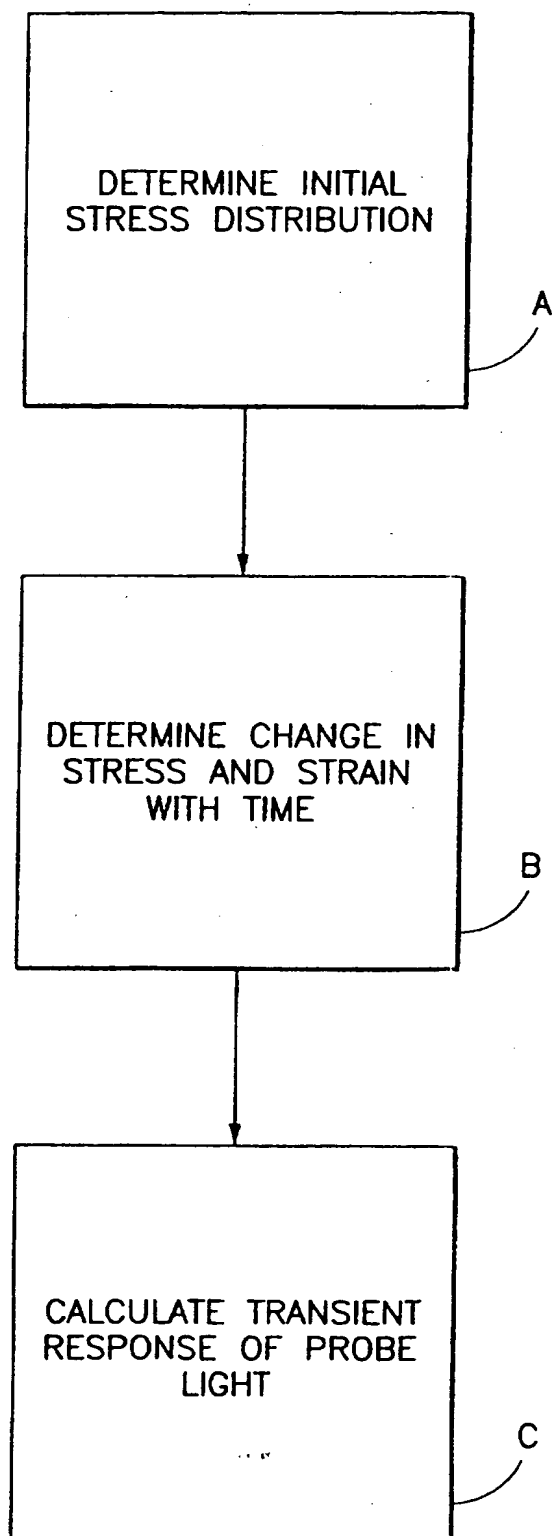 DETERMINE INITIAL
STRESS DISTRIBUTION
A
DETERMINE CHANGE IN
STRESS AND STRAIN
WITH TIME
B
CALCULATE TRANSIENT
RESPONSE OF PROBE
LIGHT
C